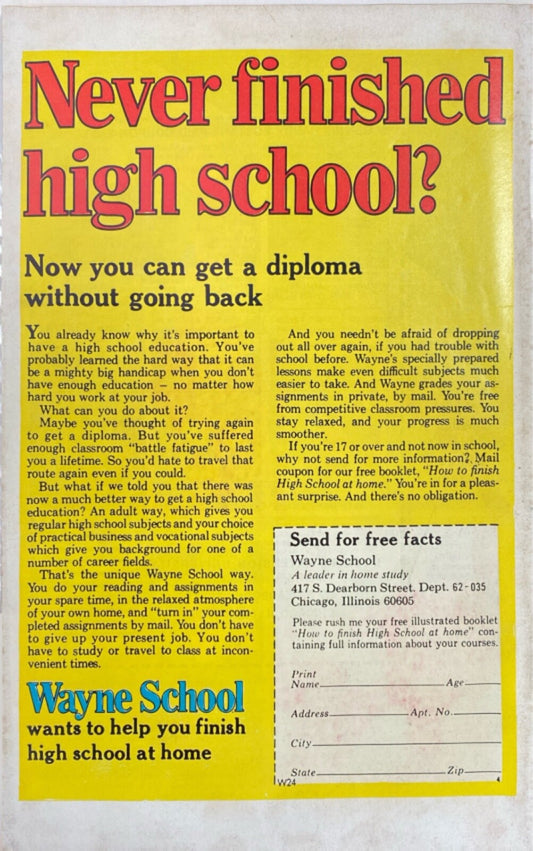 Never finished
high school?
Now you can get a diploma
without going back
You already know why it's important to
have a high school education. You've
probably learned the hard way that it can
be a mighty big handicap when you don't
have enough education – no matter how
hard you work at your job.
What can you do about it?
Maybe you've thought of trying again
to get a diploma. But you've suffered
enough classroom "battle fatigue" to last
you a lifetime. So you'd hate to travel that
route again even if you could.
But what if we told you that there was
now a much better way to get a high school
education? An adult way, which gives you
regular high school subjects and your choice
of practical business and vocational subjects
which give you background for one of a
number of career fields.
That's the unique Wayne School way.
You do your reading and assignments in
your spare time, in the relaxed atmosphere
of your own home, and "turn in" your com-
pleted assignments by mail. You don't have
to give up your present job. You don't
have to study or travel to class at incon-
venient times.
Wayne School
wants to help you finish
high school at home
And you needn't be afraid of dropping
out all over again, if you had trouble with
school before. Wayne's specially prepared
lessons make even difficult subjects much
easier to take. And Wayne grades your as-
signments in private, by mail. You're free
from competitive classroom pressures. You
stay relaxed, and your progress is much
smoother.
If you're 17 or over and not now in school,
why not send for more information? Mail
coupon for our free booklet, "How to finish
High School at home." You're in for a pleas-
ant surprise. And there's no obligation.
Send for free facts
Wayne School
A leader in home study
417 S. Dearborn Street. Dept. 62-035
Chicago, Illinois 60605
Please rush me your free illustrated booklet
"How to finish High School at home" con-
taining full information about your courses.
Print
Name Age
Address Apt. No.
City
State Zip
W24 4